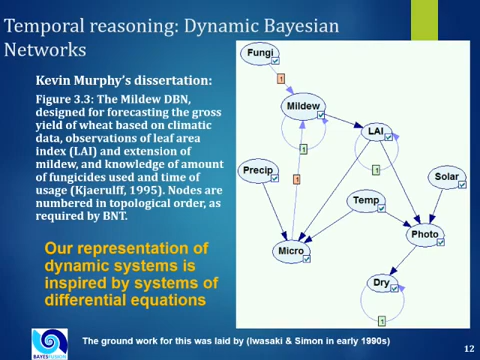 Temporal reasoning: Dynamic Bayesian
Networks
Kevin Murphy's dissertation:
Figure 3.3: The Mildew DBN,
designed for forecasting the gross
yield of wheat based on climatic
data, observations of leaf area
index (LAI) and extension of
mildew, and knowledge of amount
of fungicides used and time of
usage (Kjaerulff, 1995). Nodes are
numbered in topological order, as
required by BNT.
Our representation of
dynamic systems is
inspired by systems of
differential equations
Fungi
1
Mildew
LAI
1
1
Precip
1
Solar
Temp
Photo
Micro
Dry
1
BAYESFUSION
The ground work for this was laid by (Iwasaki & Simon in early 1990s)
12